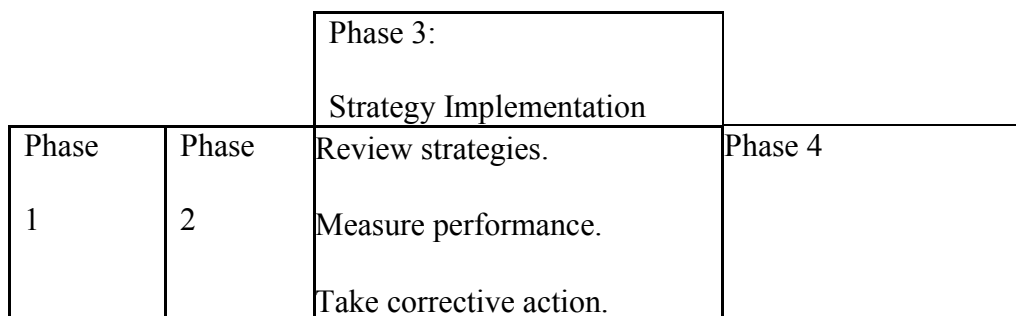 Phase 3:
Strategy Implementation
Phase
1
Phase
2
Review strategies.
Measure performance.
Take corrective action.
Phase 4